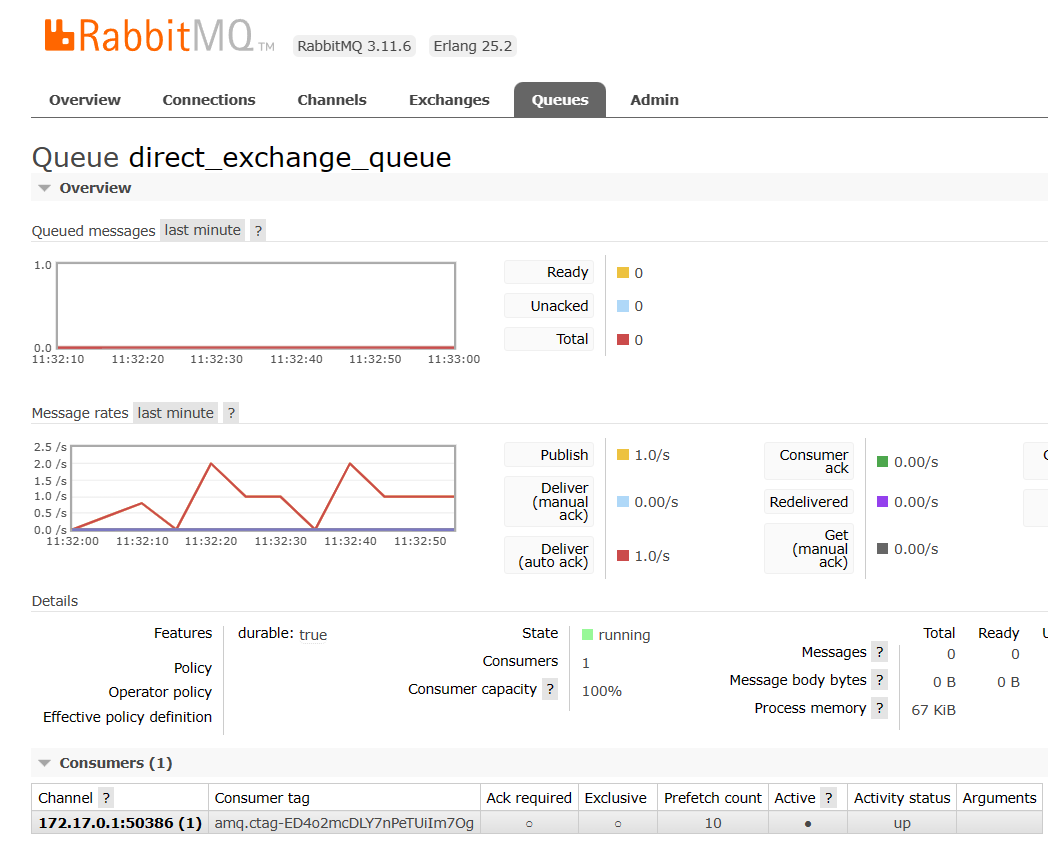 RabbitMQ TM RabbitMQ 3.11.6 Erlang 25.2
Overview Connections Channels Exchanges Queues Admin
Queue direct_exchange_queue
Overview
Queued messages last minute ?
1.0
0.0
11:32:10 11:32:20 11:32:30 11:32:40 11:32:50 11:33:00
Ready 0
Unacked 0
Total 0
Message rates last minute ?
2.5 /s
2.0 /s
1.5 /s
1.0 /s
0.5 /s
0.0 /s
11:32:00 11:32:10 11:32:20 11:32:30 11:32:40 11:32:50
Publish 1.0/s
Deliver
(manual
ack) 0.00/s
Deliver
(auto ack) 1.0/s
Consumer
ack 0.00/s
Redelivered 0.00/s
Get
(manual
ack) 0.00/s
Details
Features durable: true
Policy
Operator policy
Effective policy definition
State running
Consumers 1
Consumer capacity ? 100%
Total Ready
Messages ? 0 0
Message body bytes ? 0 B 0 B
Process memory ? 67 KiB
Consumers (1)
Channel ? Consumer tag Ack required Exclusive Prefetch count Active ? Activity status Arguments
172.17.0.1:50386 (1) amq.ctag-ED4o2mcDLY7nPeTUiIm7Og ○ ○ 10 ● up